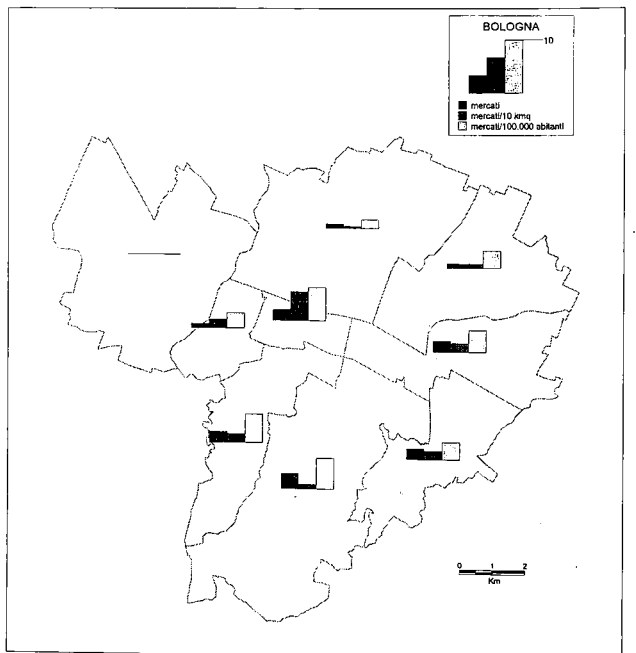 BOLOGNA
10
mercati
mercati/10 kmq
mercati/100.000 abitanti
0 1 2
Km